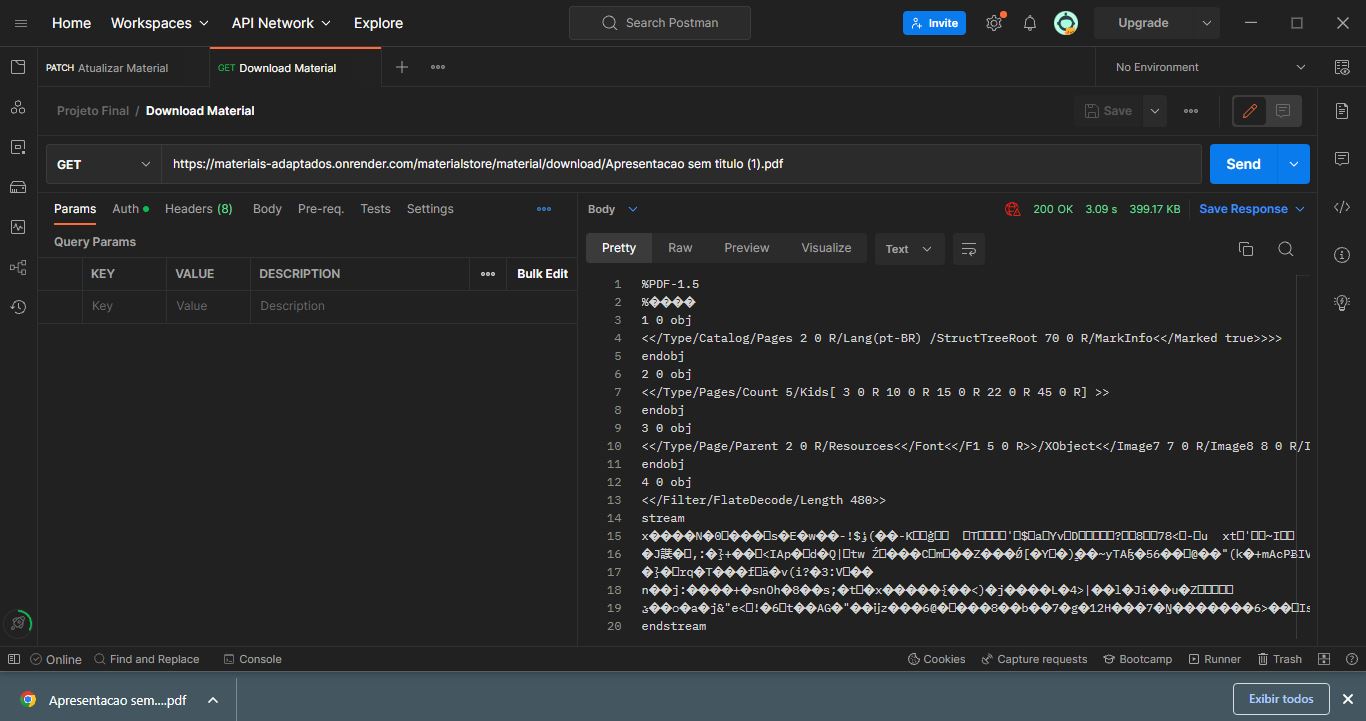 Home Workspaces API Network Explore Search Postman Invite Upgrade
PATCH Atualizar Material GET Download Material No Environment
Projeto Final / Download Material Save
GET https://materiais-adaptados.onrender.com/materialstore/material/download/Apresentacao sem titulo (1).pdf Send
Params Auth Headers (8) Body Pre-req. Tests Settings
Body 200 OK 3.09 s 399.17 KB Save Response
Query Params
Pretty Raw Preview Visualize Text
KEY VALUE DESCRIPTION Bulk Edit
Key Value Description
1 %PDF-1.5
2 %����
3 1 0 obj
4 <</Type/Catalog/Pages 2 0 R/Lang(pt-BR) /StructTreeRoot 70 0 R/MarkInfo<</Marked true>>>>
5 endobj
6 2 0 obj
7 <</Type/Pages/Count 5/Kids[ 3 0 R 10 0 R 15 0 R 22 0 R 45 0 R] >>
8 endobj
9 3 0 obj
10 <</Type/Page/Parent 2 0 R/Resources<</Font<</F1 5 0 R>>/XObject<</Image7 7 0 R/Image8 8 0 R/I
11 endobj
12 4 0 obj
13 <</Filter/FlateDecode/Length 480>>
14 stream
15
16
17
18
19
20 endstream
Online Find and Replace Console Cookies Capture requests Bootcamp Runner Trash
Apresentacao sem....pdf Exibir todos